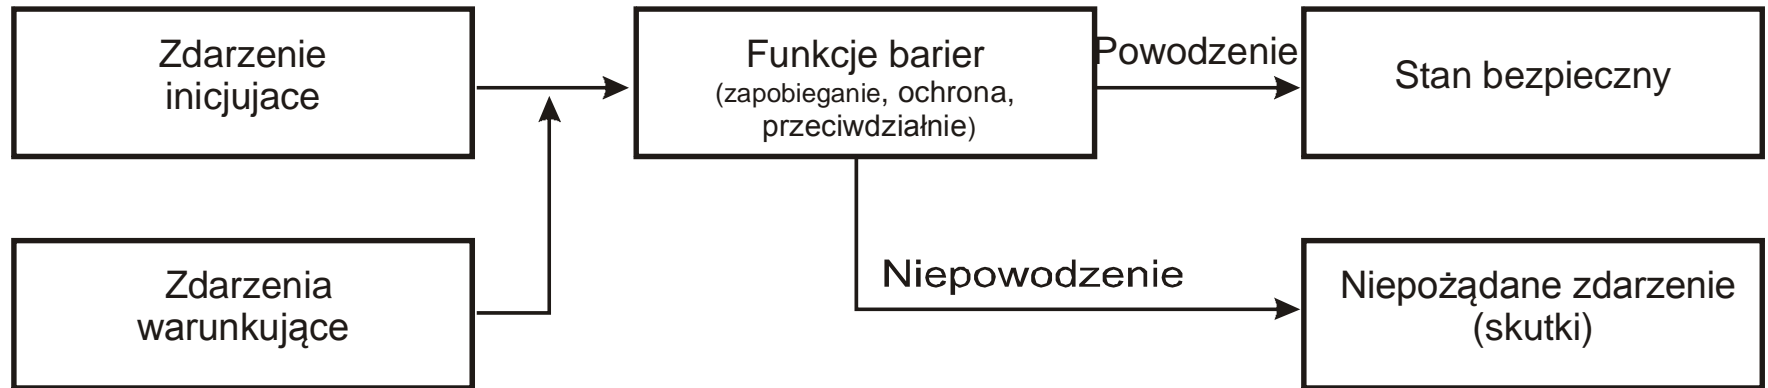 Zdarzenie
inicjujace
Funkcje barier
(zapobieganie, ochrona,
przeciwdziałnie)
Powodzenie
Stan bezpieczny
Zdarzenia
warunkujące
Niepowodzenie
Niepożądane zdarzenie
(skutki)